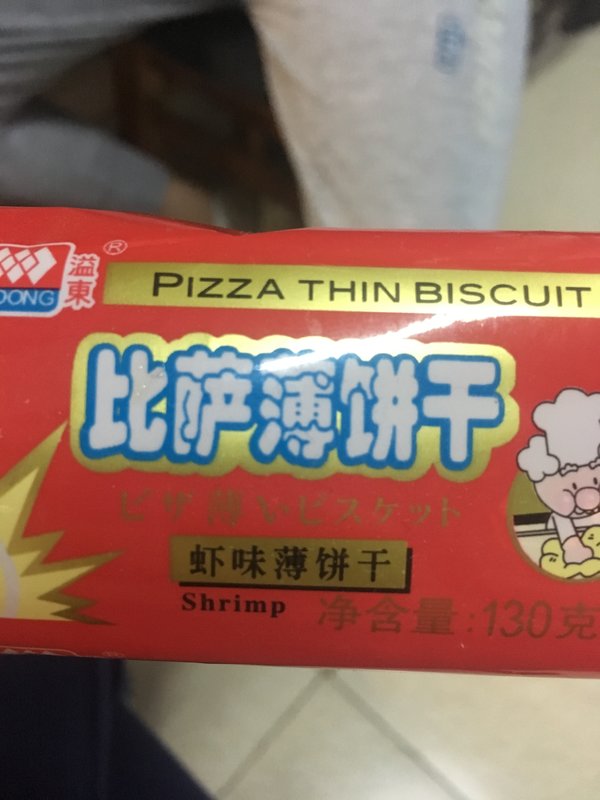 溢東
®
DONG
PIZZA THIN BISCUIT
比萨薄饼干
ピザ薄いビスケット
虾味薄饼干
Shrimp
净含量:130克